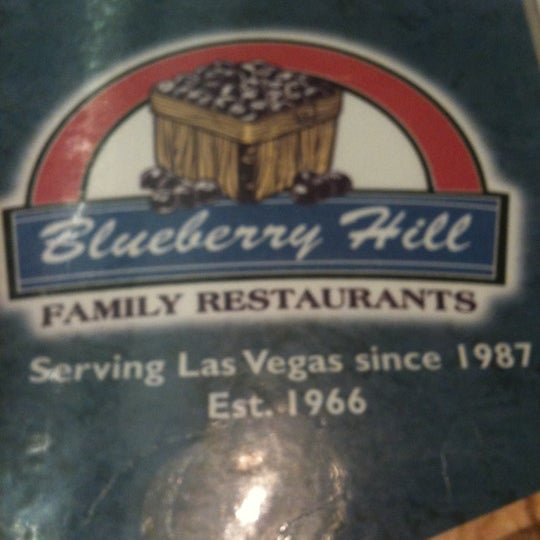 Blueberry Hill
FAMILY RESTAURANTS
Serving Las Vegas since 1987
Est. 1966